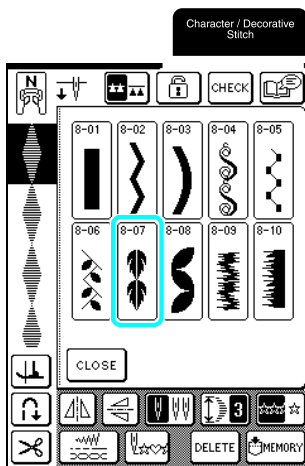 Character / Decorative
Stitch
N
CHECK
8-01 8-02 8-03 8-04 8-05
8-06 8-07 8-08 8-09 8-10
CLOSE
3
DELETE MEMORY